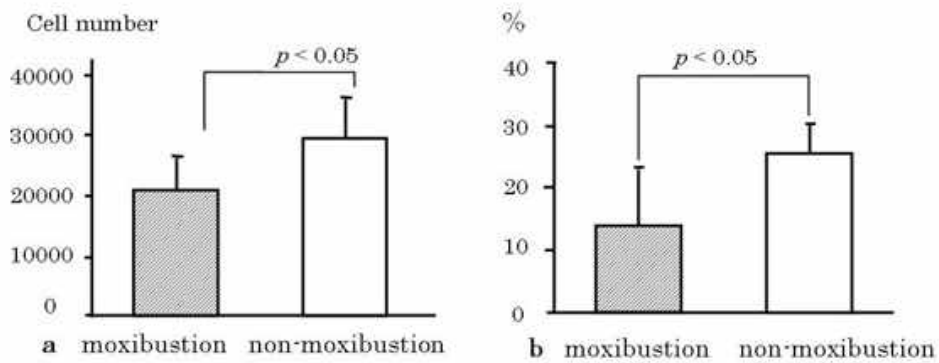 Cell number
p < 0.05
40000
30000
20000
10000
0
a moxibustion non-moxibustion
%
p < 0.05
40
30
20
10
0
b moxibustion non-moxibustion